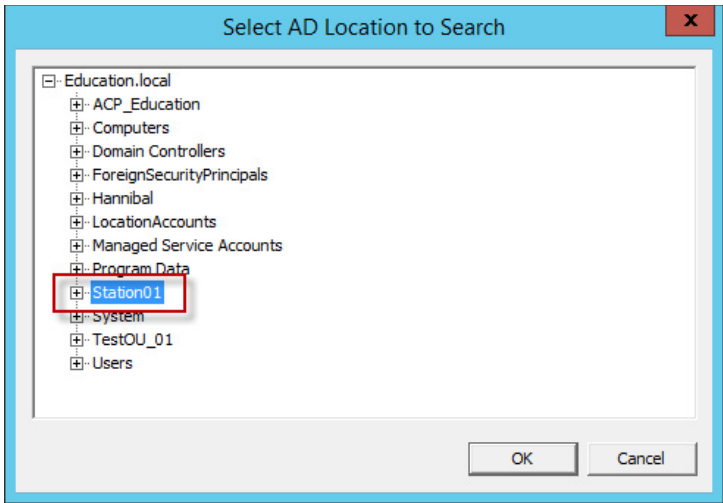 Select AD Location to Search
x
Education.local
ACP_Education
Computers
Domain Controllers
ForeignSecurityPrincipals
Hannibal
LocationAccounts
Managed Service Accounts
Program Data
Station01
System
TestOU_01
Users
OK Cancel